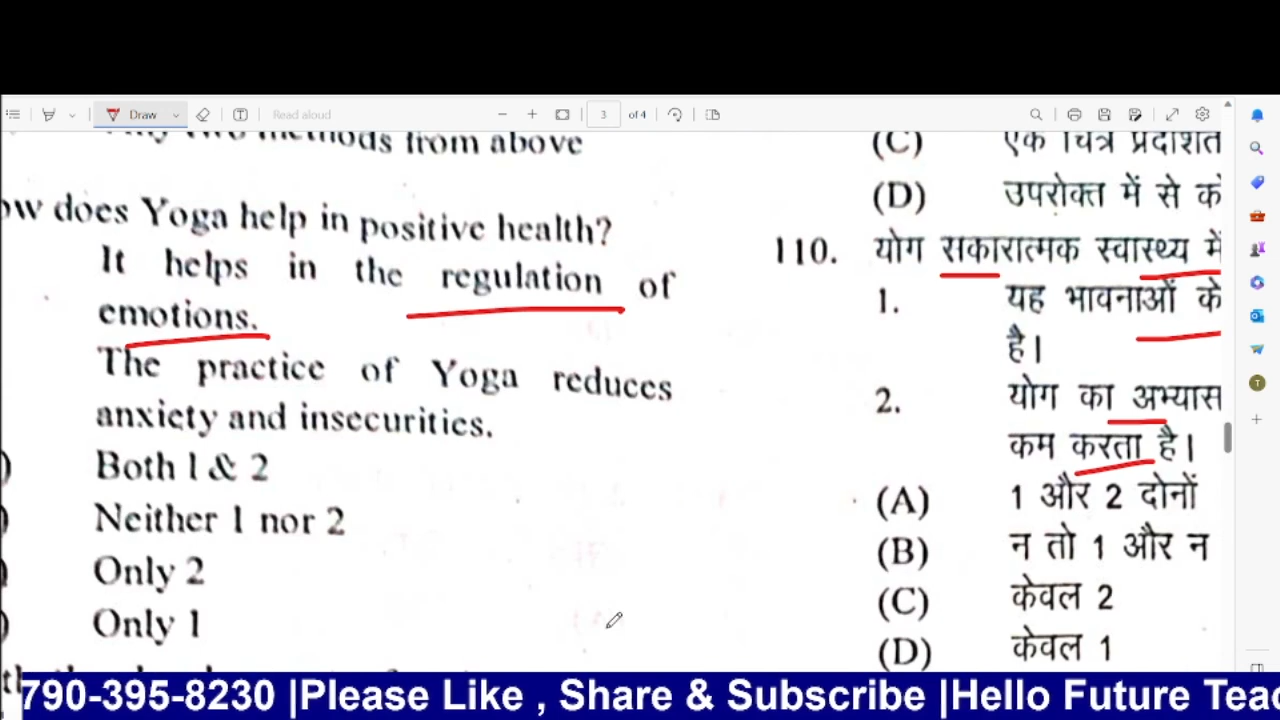 Draw
Read aloud
3 of 4
methods from above
does Yoga help in positive health?
It helps in the regulation of
emotions.
The practice of Yoga reduces
anxiety and insecurities.
Both 1 & 2
Neither 1 nor 2
Only 2
Only 1
(C) एक चित्र प्रदर्शित
(D) उपरोक्त में से
110. योग सकारात्मक स्वास्थ्य में
1. यह भावनाओं के
है।
2. योग का अभ्यास
कम करता है।
(A) 1 और 2 दोनों
(B) न तो 1 और न
(C) केवल 2
(D) केवल 1
790-395-8230 |Please Like , Share & Subscribe |Hello Future